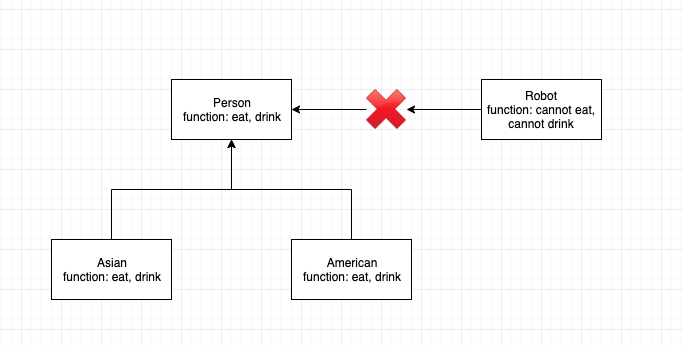 Person
function: eat, drink
Robot
function: cannot eat,
cannot drink
Asian
function: eat, drink
American
function: eat, drink